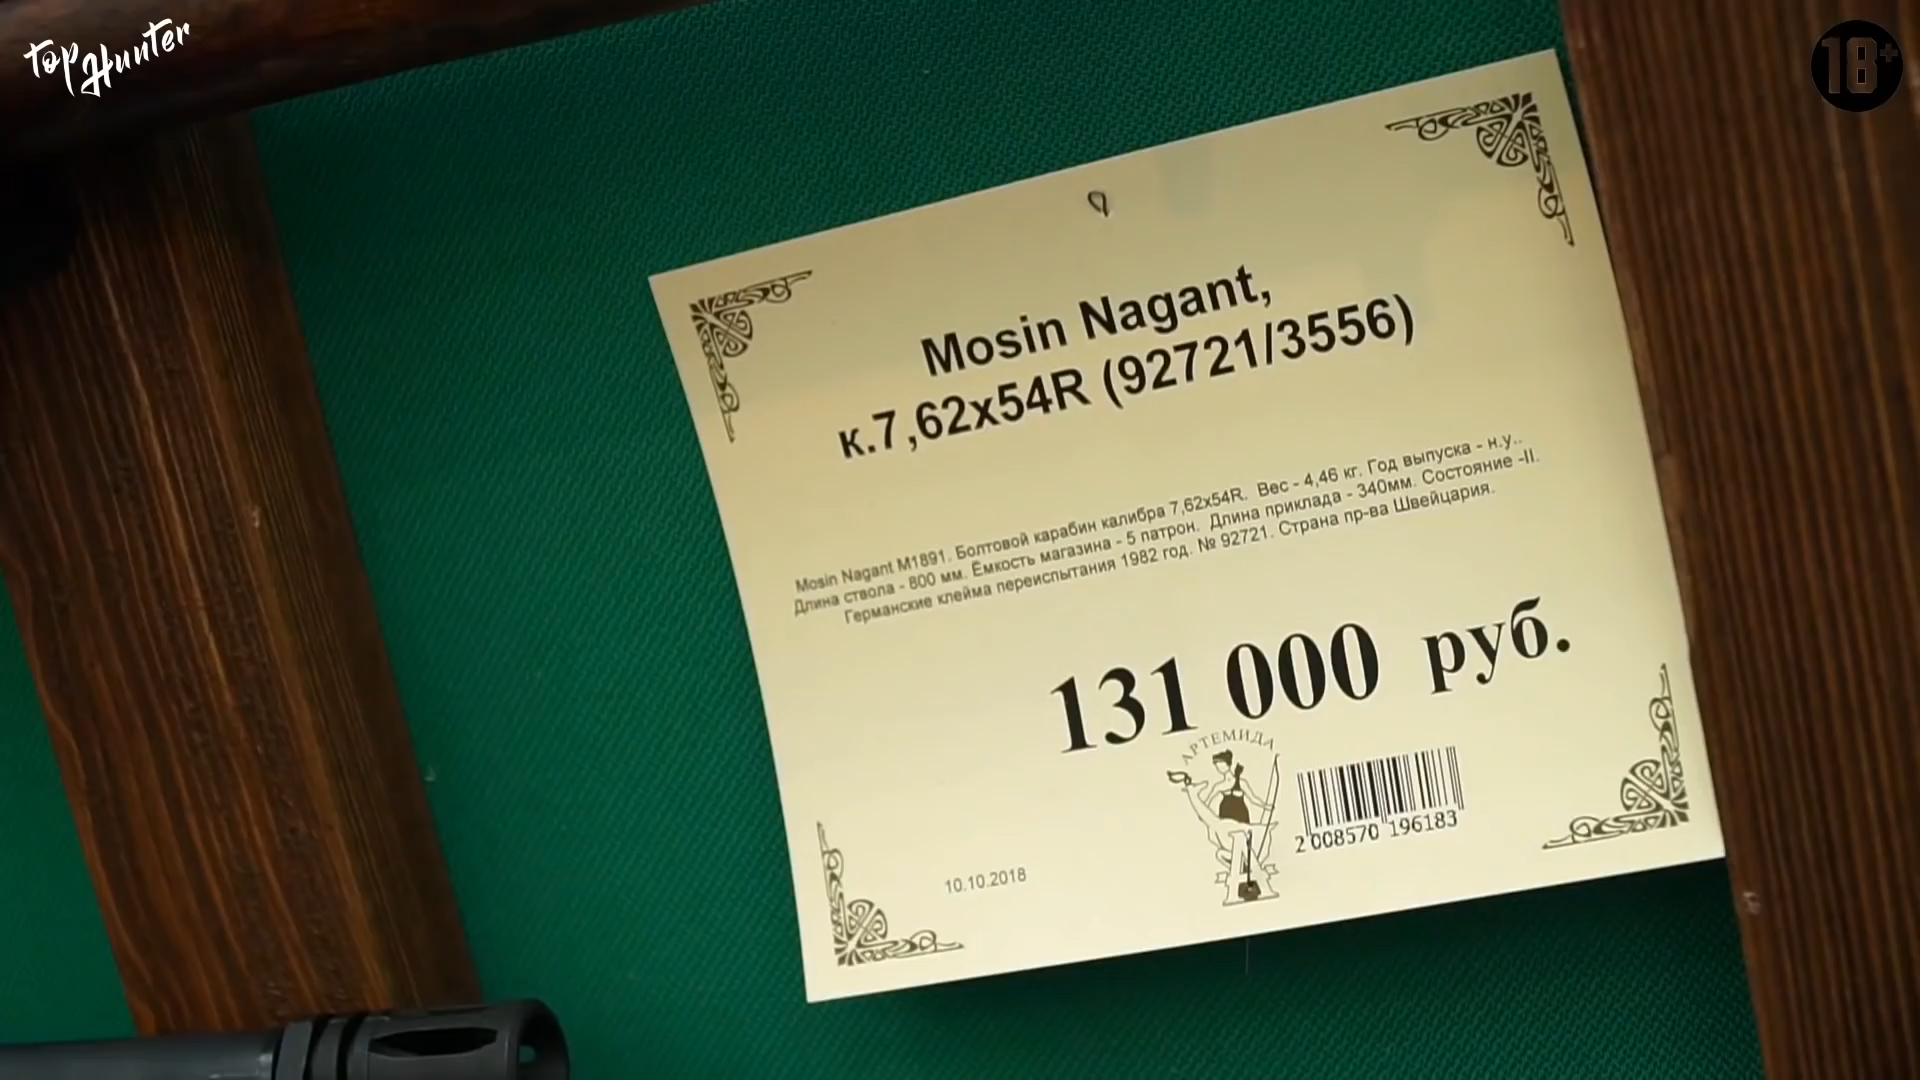 Top Hunter
18+
Mosin Nagant,
к.7,62х54R (92721/3556)
Mosin Nagant M1891. Болтовой карабин калибра 7,62х54R. Вес - 4,46 кг. Год выпуска - н.у..
Длина ствола - 800 мм. Ёмкость магазина - 5 патрон. Длина приклада - 340мм. Состояние -II.
Германские клейма переиспытания 1982 год. № 92721. Страна пр-ва Швейцария.
131 000 руб.
АРТЕМИДА
2 008570 196183
10.10.2018